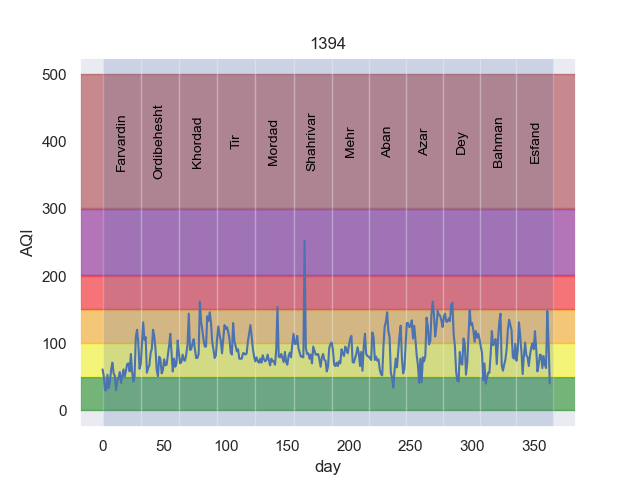 1394
500
400
300
200
100
0
AQI
Farvardin
Ordibehesht
Khordad
Tir
Mordad
Shahrivar
Mehr
Aban
Azar
Dey
Bahman
Esfand
0 50 100 150 200 250 300 350
day